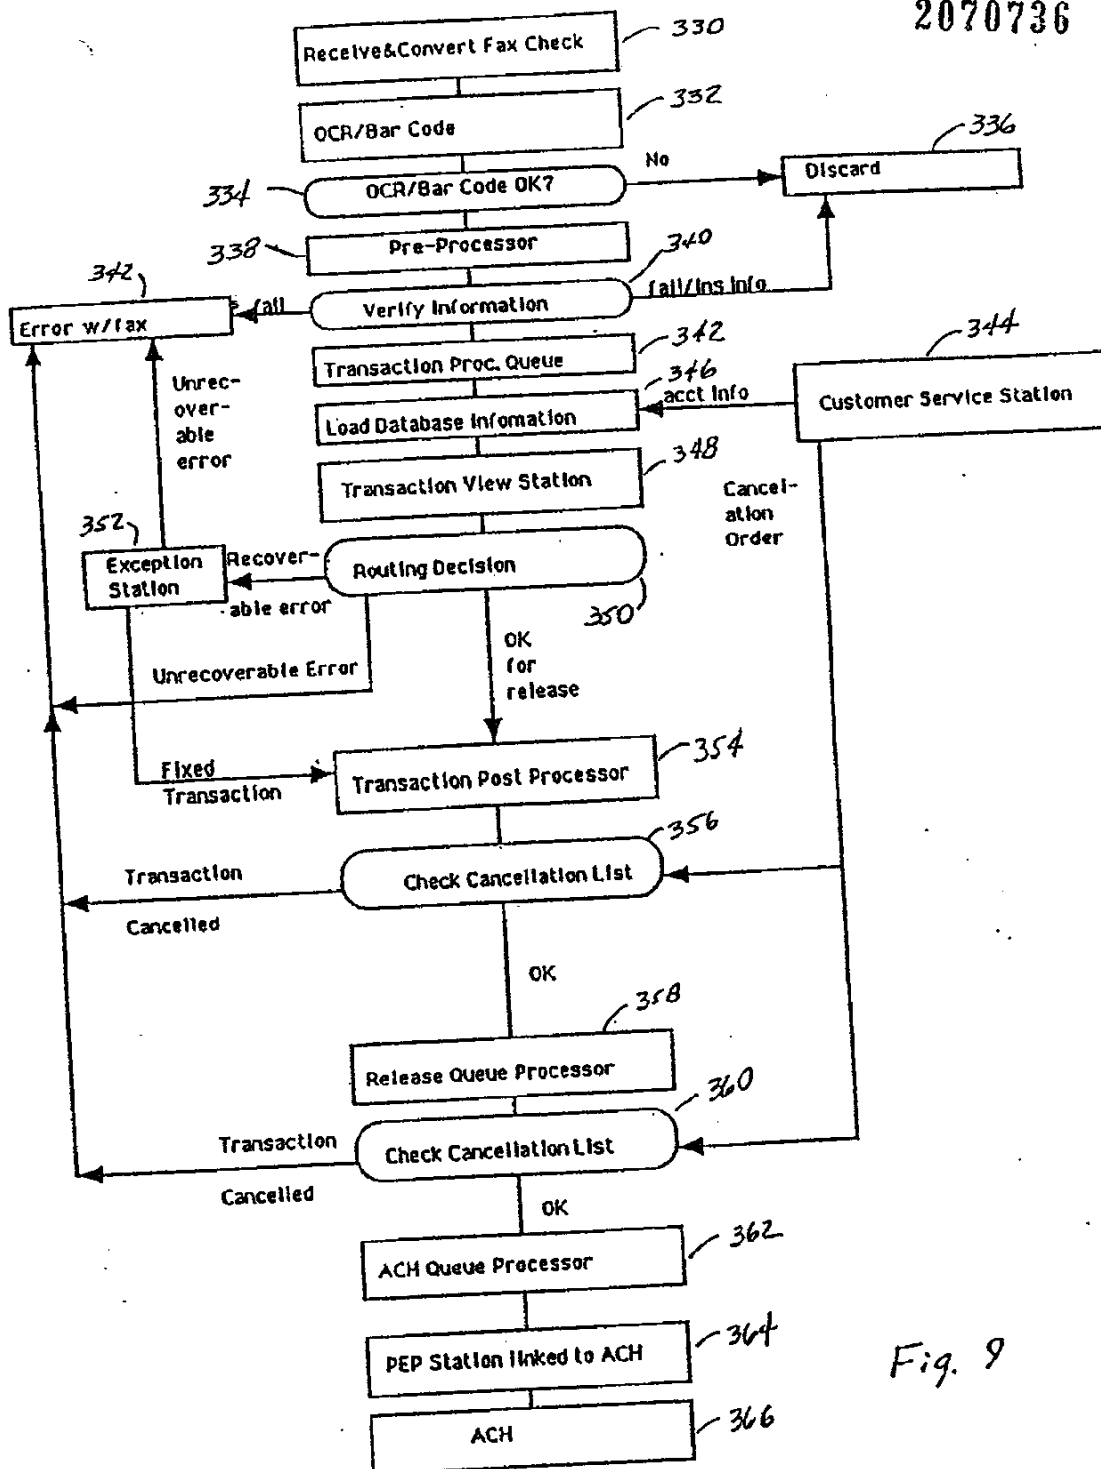 2070736
330
Receive&Convert Fax Check
332
OCR/Bar Code
336
No
Discard
334
OCR/Bar Code OK?
338
Pre-Processor
340
342
fail
Verify Information
fail/ins info
Error w/fax
342
344
Transaction Proc. Queue
346
Unrec-
over-
able
error
acct info
Customer Service Station
Load Database Infomation
348
Transaction View Station
Cancel-
ation
Order
352
Exception
Station
Recover-
able error
Routing Decision
350
OK
for
release
Unrecoverable Error
354
Fixed
Transaction
Transaction Post Processor
356
Transaction
Cancelled
Check Cancellation List
OK
358
Release Queue Processor
360
Transaction
Cancelled
Check Cancellation List
OK
362
ACH Queue Processor
364
PEP Station linked to ACH
Fig. 9
366
ACH